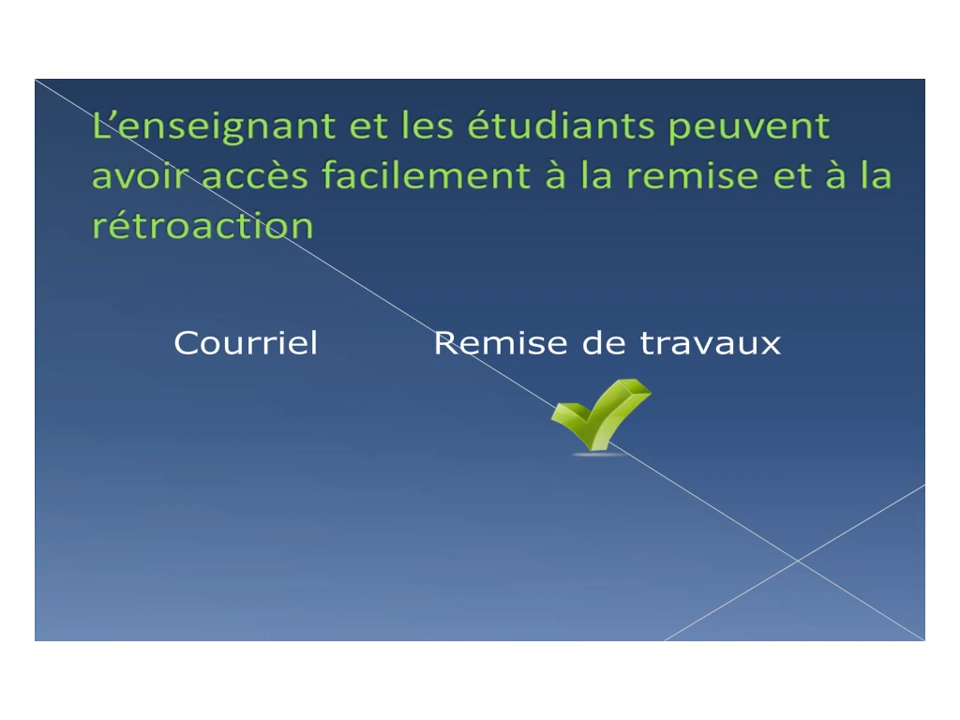 L’enseignant et les étudiants peuvent
avoir accès facilement à la remise et à la
rétroaction
Courriel Remise de travaux